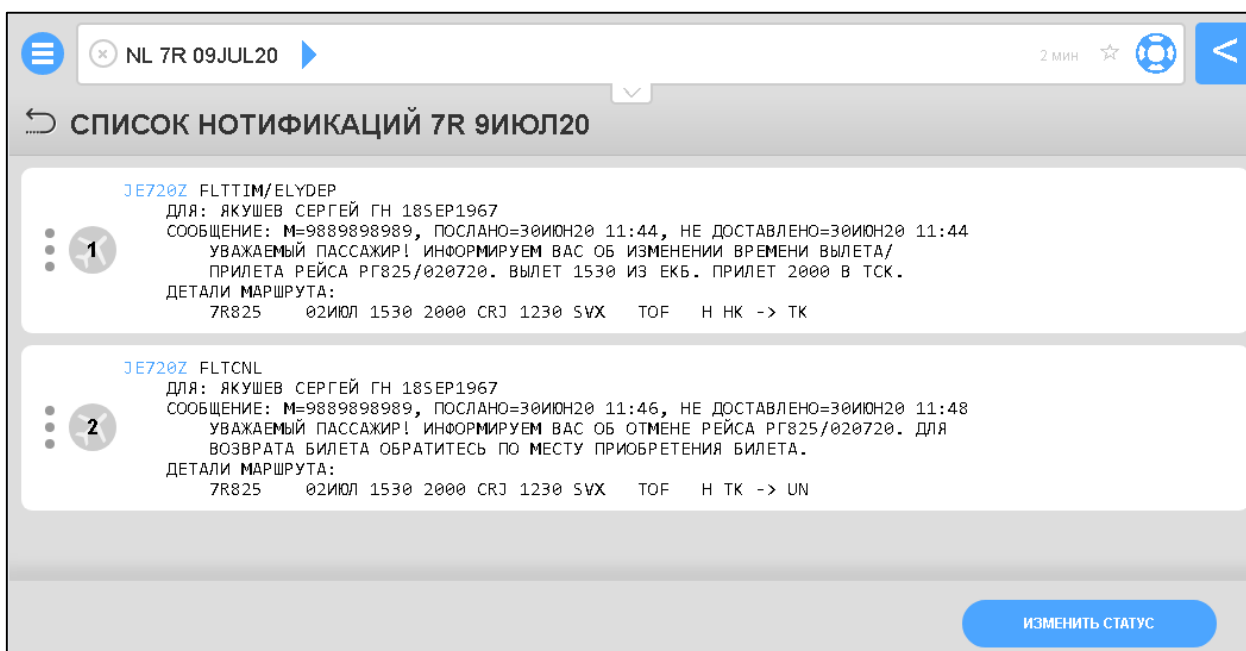 NL 7R 09JUL20
2 мин
СПИСОК НОТИФИКАЦИЙ 7R 9ИЮЛ20
JE720Z FLTTIM/ELYDEP
ДЛЯ: ЯКУШЕВ СЕРГЕЙ ГН 18SEP1967
СООБЩЕНИЕ: М=9889898989, ПОСЛАНО=30ИЮН20 11:44, НЕ ДОСТАВЛЕНО=30ИЮН20 11:44
1
УВАЖАЕМЫЙ ПАССАЖИР! ИНФОРМИРУЕМ ВАС ОБ ИЗМЕНЕНИИ ВРЕМЕНИ ВЫЛЕТА/
ПРИЛЕТА РЕЙСА РГ825/020720. ВЫЛЕТ 1530 ИЗ ЕКБ. ПРИЛЕТ 2000 В ТСК.
ДЕТАЛИ МАРШРУТА:
7R825 02ИЮЛ 1530 2000 CRJ 1230 SVX TOF H HK -> TK
JE720Z FLTCNL
ДЛЯ: ЯКУШЕВ СЕРГЕЙ ГН 18SEP1967
СООБЩЕНИЕ: М=9889898989, ПОСЛАНО=30ИЮН20 11:46, НЕ ДОСТАВЛЕНО=30ИЮН20 11:48
2
УВАЖАЕМЫЙ ПАССАЖИР! ИНФОРМИРУЕМ ВАС ОБ ОТМЕНЕ РЕЙСА РГ825/020720. ДЛЯ
ВОЗВРАТА БИЛЕТА ОБРАТИТЕСЬ ПО МЕСТУ ПРИОБРЕТЕНИЯ БИЛЕТА.
ДЕТАЛИ МАРШРУТА:
7R825 02ИЮЛ 1530 2000 CRJ 1230 SVX TOF H TK -> UN
ИЗМЕНИТЬ СТАТУС